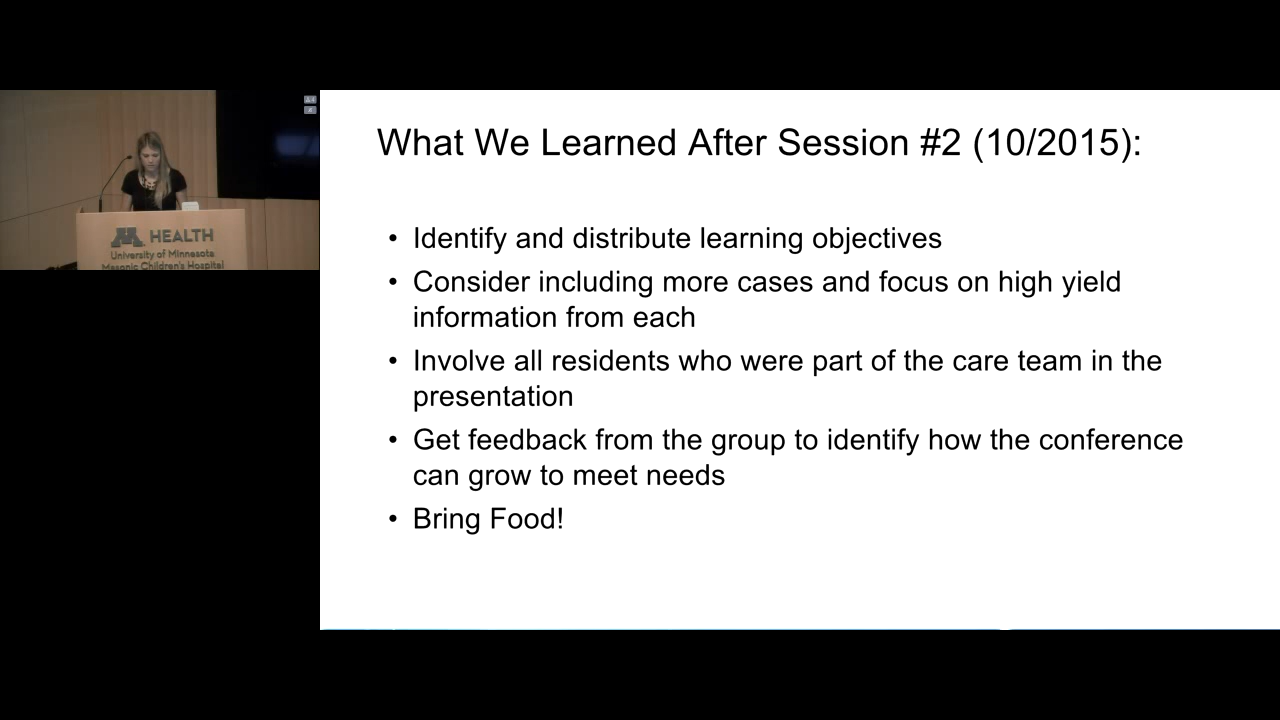 What We Learned After Session #2 (10/2015):
• Identify and distribute learning objectives
• Consider including more cases and focus on high yield
information from each
• Involve all residents who were part of the care team in the
presentation
• Get feedback from the group to identify how the conference
can grow to meet needs
• Bring Food!
M HEALTH
University of Minnesota
Masonic Children's Hospital